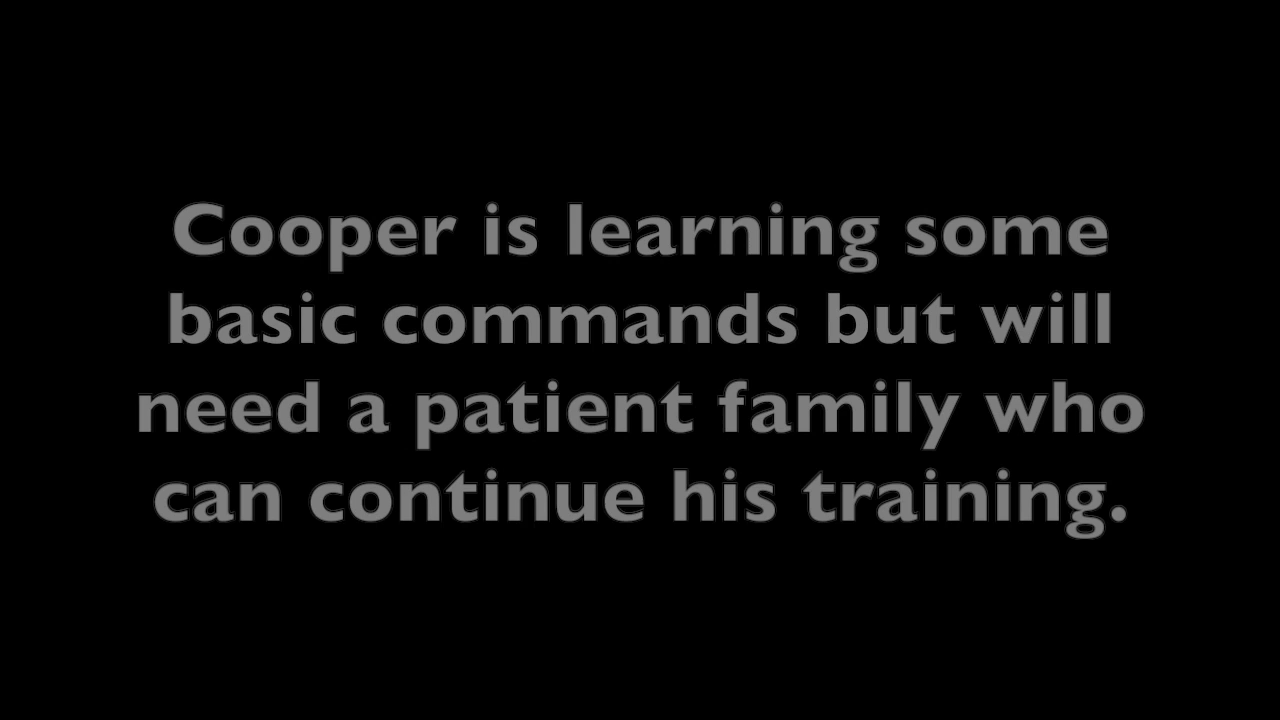 Cooper is learning some
basic commands but will
need a patient family who
can continue his training.